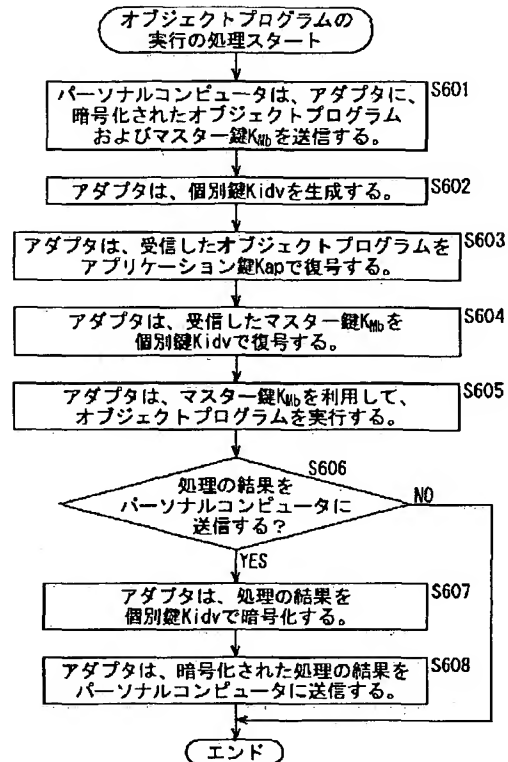 オブジェクトプログラムの
実行の処理スタート
パーソナルコンピュータは、アダプタに、
暗号化されたオブジェクトプログラム
およびマスター鍵KMbを送信する。
S601
アダプタは、個別鍵Kidvを生成する。
S602
アダプタは、受信したオブジェクトプログラムを
アプリケーション鍵Kapで復号する。
S603
アダプタは、受信したマスター鍵KMbを
個別鍵Kidvで復号する。
S604
アダプタは、マスター鍵KMbを利用して、
オブジェクトプログラムを実行する。
S605
S606
処理の結果を
パーソナルコンピュータに
送信する?
NO
YES
アダプタは、処理の結果を
個別鍵Kidvで暗号化する。
S607
アダプタは、暗号化された処理の結果を
パーソナルコンピュータに送信する。
S608
エンド